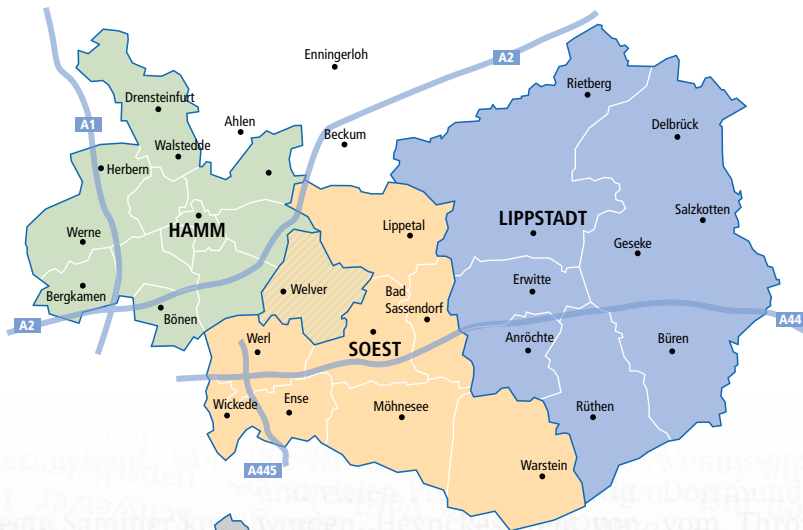 Enningerloh
A2
Rietberg
Drensteinfurt
Ahlen
A1
Delbrück
Beckum
Walstedde
Herbern
Salzkotten
LIPPSTADT
Lippetal
HAMM
Werne
Geseke
Erwitte
Welver
Bad
Sassendorf
Bergkamen
Bönen
A2
A44
Werl
SOEST
Anröchte
Büren
Wickede
Ense
Möhnesee
Rüthen
A445
Warstein